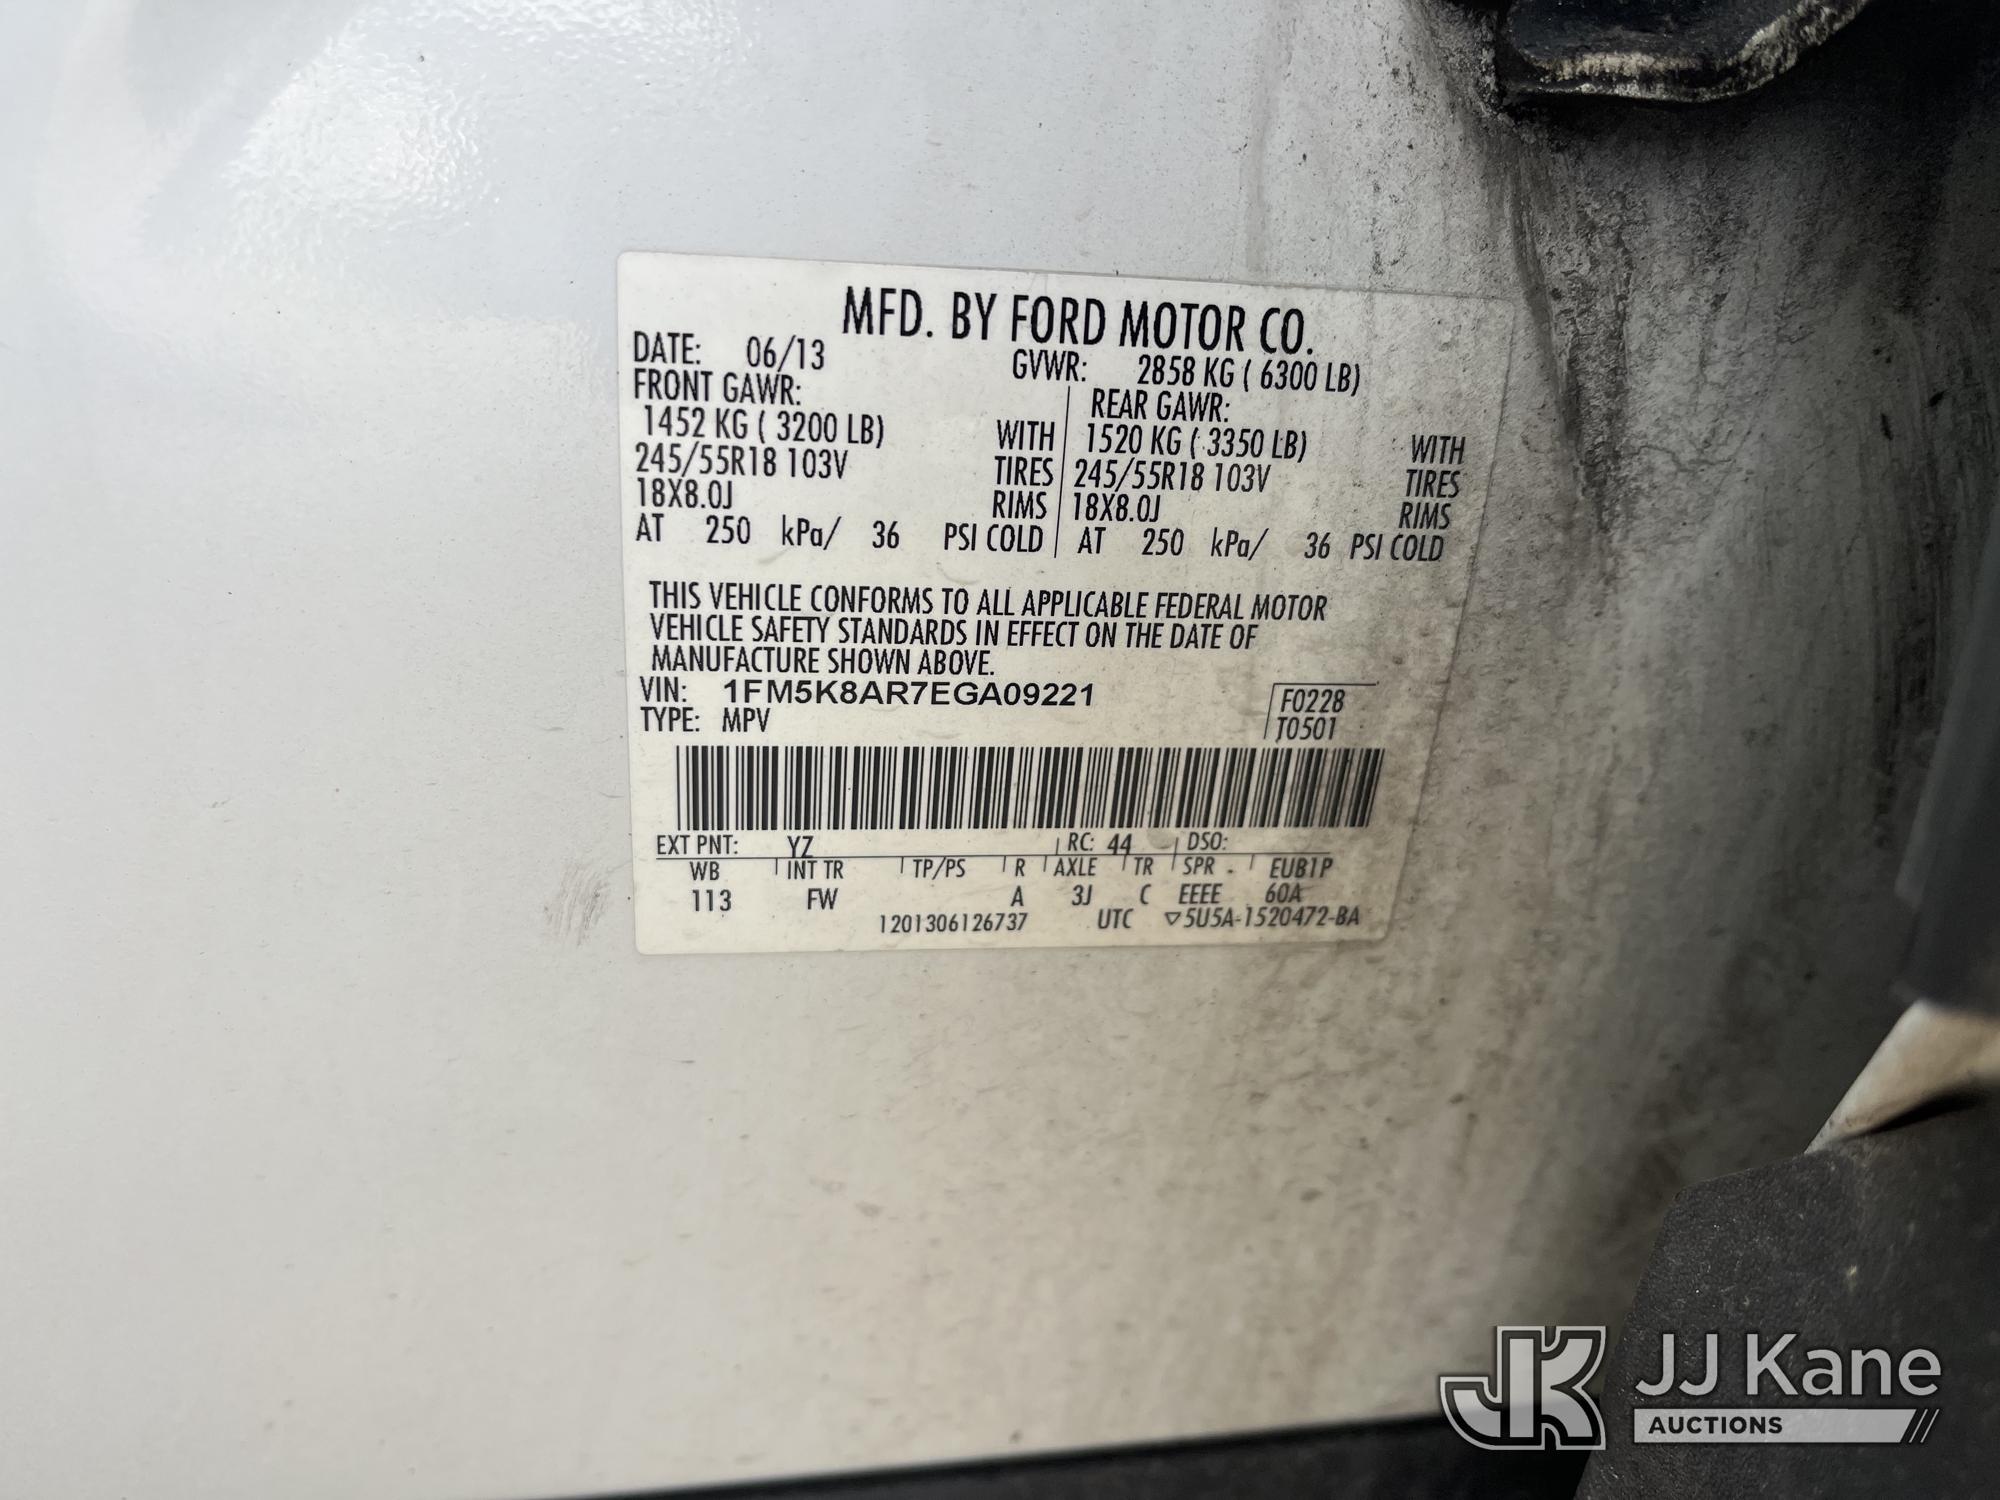 MFD. BY FORD MOTOR CO.
DATE: 06/13 GVWR: 2858 KG ( 6300 LB)
FRONT GAWR: REAR GAWR:
1452 KG ( 3200 LB) WITH 1520 KG ( 3350 LB) WITH
245/55R18 103V TIRES 245/55R18 103V TIRES
18X8.0J RIMS 18X8.0J RIMS
AT 250 kPa/ 36 PSI COLD AT 250 kPa/ 36 PSI COLD
THIS VEHICLE CONFORMS TO ALL APPLICABLE FEDERAL MOTOR
VEHICLE SAFETY STANDARDS IN EFFECT ON THE DATE OF
MANUFACTURE SHOWN ABOVE.
VIN: 1FM5K8AR7EGA09221 F0228
TYPE: MPV T0501
EXT PNT: YZ RC: 44 DSO:
WB INT TR TP/PS R AXLE TR SPR EUB1P
113 FW A 3J C EEEE 60A
1201306126737 UTC ▽5U5A-1520472-BA
JK JJ Kane
AUCTIONS